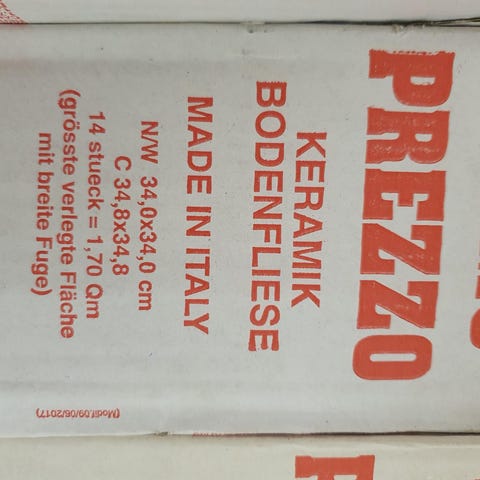 PREZZO
KERAMIK
BODENFLIESE
MADE IN ITALY
N/W 34,0x34,0 cm
C 34,8x34,8
14 stueck = 1,70 Qm
(grösste verlegte Fläche
mit breite Fuge)
(Modif.09/06/2017)